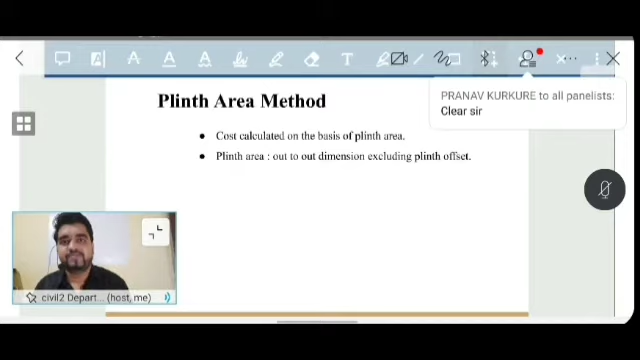 PRANAV KURKURE to all panelists:
Clear sir
Plinth Area Method
● Cost calculated on the basis of plinth area.
● Plinth area : out to out dimension excluding plinth offset.
civil2 Depart... (host, me)